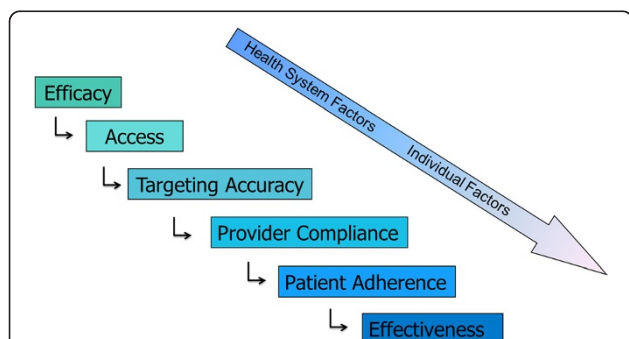 Health System Factors
Individual Factors
Efficacy
Access
Targeting Accuracy
Provider Compliance
Patient Adherence
Effectiveness